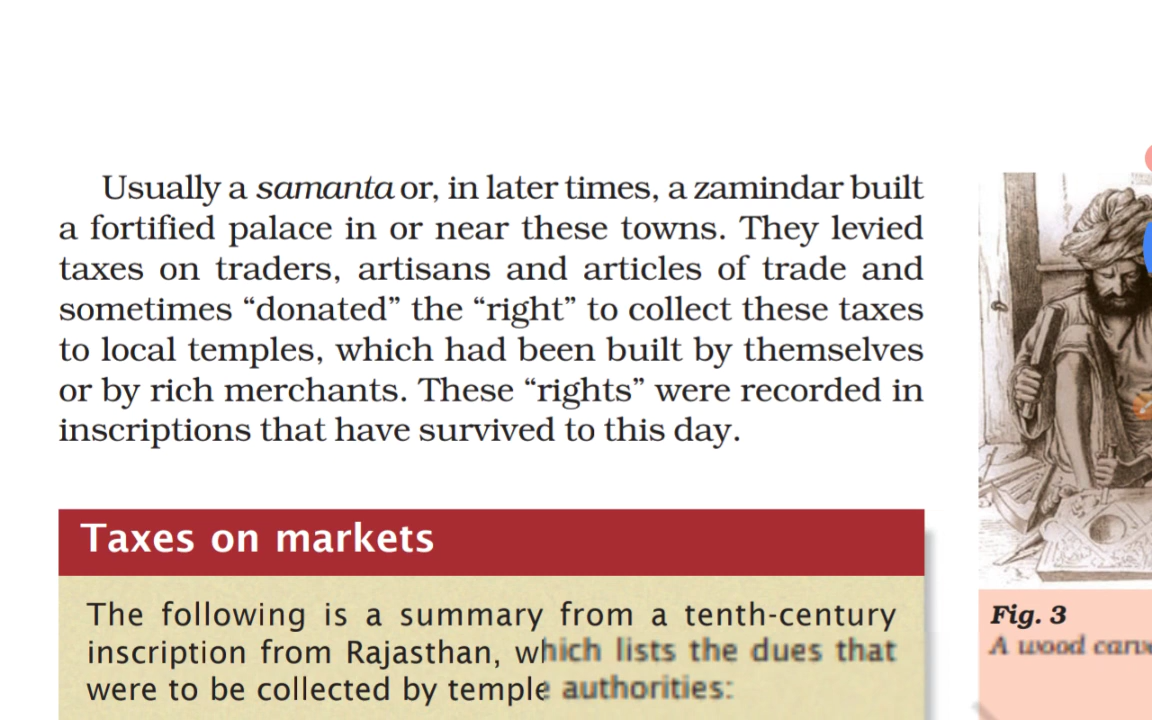 Usually a samanta or, in later times, a zamindar built
a fortified palace in or near these towns. They levied
taxes on traders, artisans and articles of trade and
sometimes “donated” the “right” to collect these taxes
to local temples, which had been built by themselves
or by rich merchants. These “rights” were recorded in
inscriptions that have survived to this day.
Taxes on markets
The following is a summary from a tenth-century
inscription from Rajasthan, which lists the dues that
were to be collected by temple authorities:
Fig. 3
A wood carv